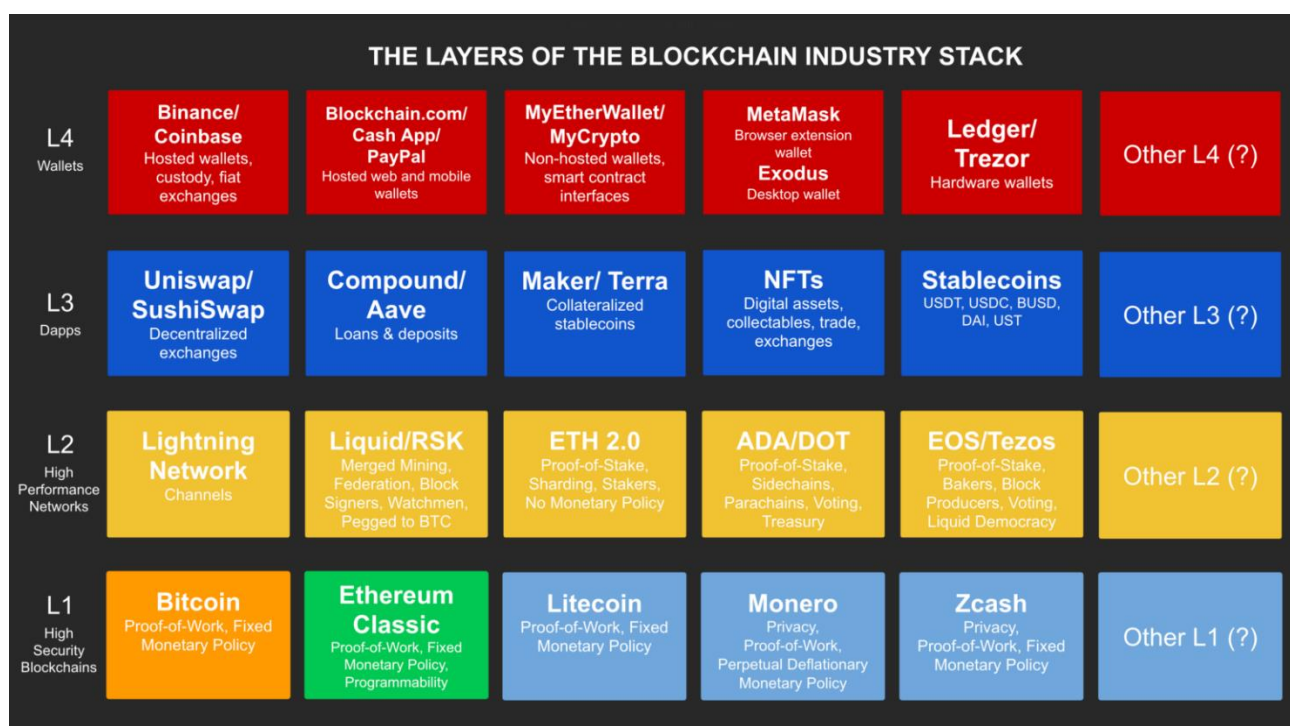 THE LAYERS OF THE BLOCKCHAIN INDUSTRY STACK
L4
Wallets
Binance/
Coinbase
Hosted wallets,
custody, fiat
exchanges
Blockchain.com/
Cash App/
PayPal
Hosted web and mobile
wallets
MyEtherWallet/
MyCrypto
Non-hosted wallets,
smart contract
interfaces
MetaMask
Browser extension
wallet
Exodus
Desktop wallet
Ledger/
Trezor
Hardware wallets
Other L4 (?)
L3
Dapps
Uniswap/
SushiSwap
Decentralized
exchanges
Compound/
Aave
Loans & deposits
Maker/ Terra
Collateralized
stablecoins
NFTs
Digital assets,
collectables, trade,
exchanges
Stablecoins
USDT, USDC, BUSD,
DAI, UST
Other L3 (?)
L2
High
Performance
Networks
Lightning
Network
Channels
Liquid/RSK
Merged Mining,
Federation, Block
Signers, Watchmen,
Pegged to BTC
ETH 2.0
Proof-of-Stake,
Sharding, Stakers,
No Monetary Policy
ADA/DOT
Proof-of-Stake,
Sidechains,
Parachains, Voting,
Treasury
EOS/Tezos
Proof-of-Stake,
Bakers, Block
Producers, Voting,
Liquid Democracy
Other L2 (?)
L1
High
Security
Blockchains
Bitcoin
Proof-of-Work, Fixed
Monetary Policy
Ethereum
Classic
Proof-of-Work, Fixed
Monetary Policy,
Programmability
Litecoin
Proof-of-Work, Fixed
Monetary Policy
Monero
Privacy,
Proof-of-Work,
Perpetual Deflationary
Monetary Policy
Zcash
Privacy,
Proof-of-Work, Fixed
Monetary Policy
Other L1 (?)